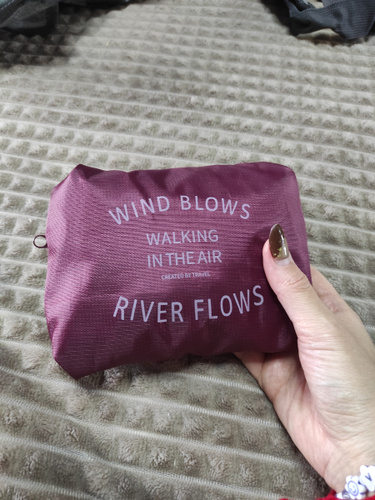 WIND BLOWS
WALKING
IN THE AIR
CREATED BY TRAVEL
RIVER FLOWS